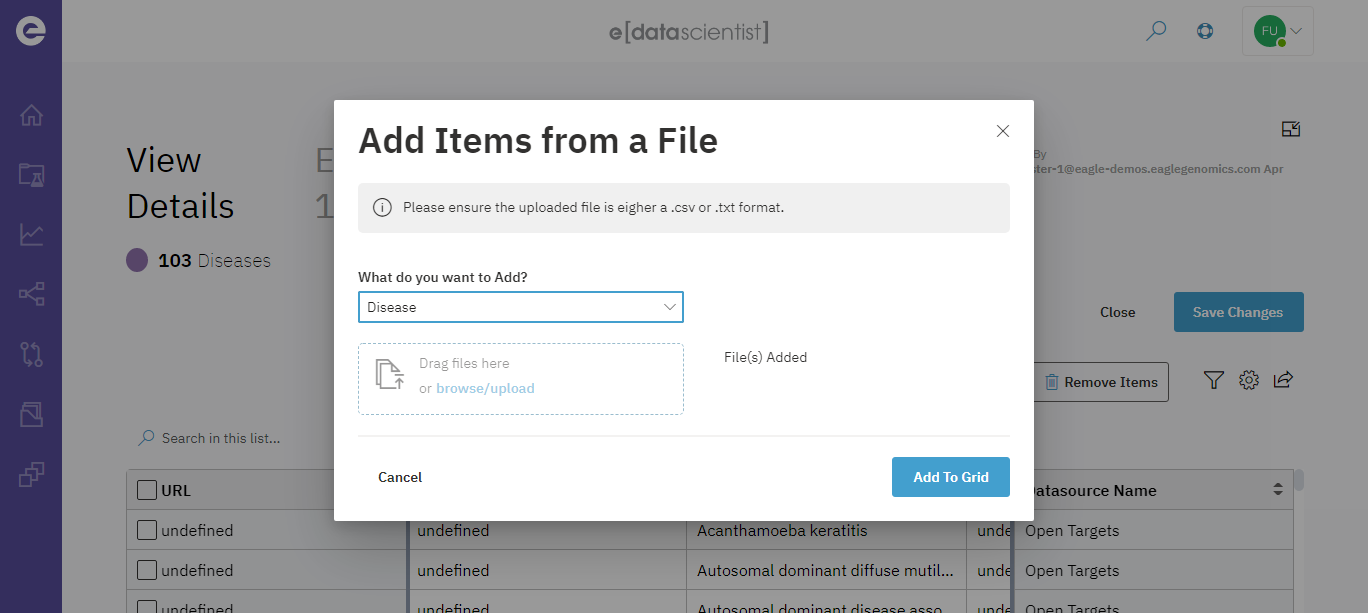 e[datascientist]
FU
View
Details
E
1
103 Diseases
By
ster-1@eagle-demos.eaglegenomics.com Apr
Close
Save Changes
Remove Items
Search in this list...
Add Items from a File
Please ensure the uploaded file is eigher a .csv or .txt format.
What do you want to Add?
Disease
Drag files here
or browse/upload
File(s) Added
Cancel
Add To Grid
URL
atasource Name
undefined undefined Acanthamoeba keratitis unde Open Targets
undefined undefined Autosomal dominant diffuse mutil... unde Open Targets
undefined undefined Autosomal dominant disease asso... unde Open Targets